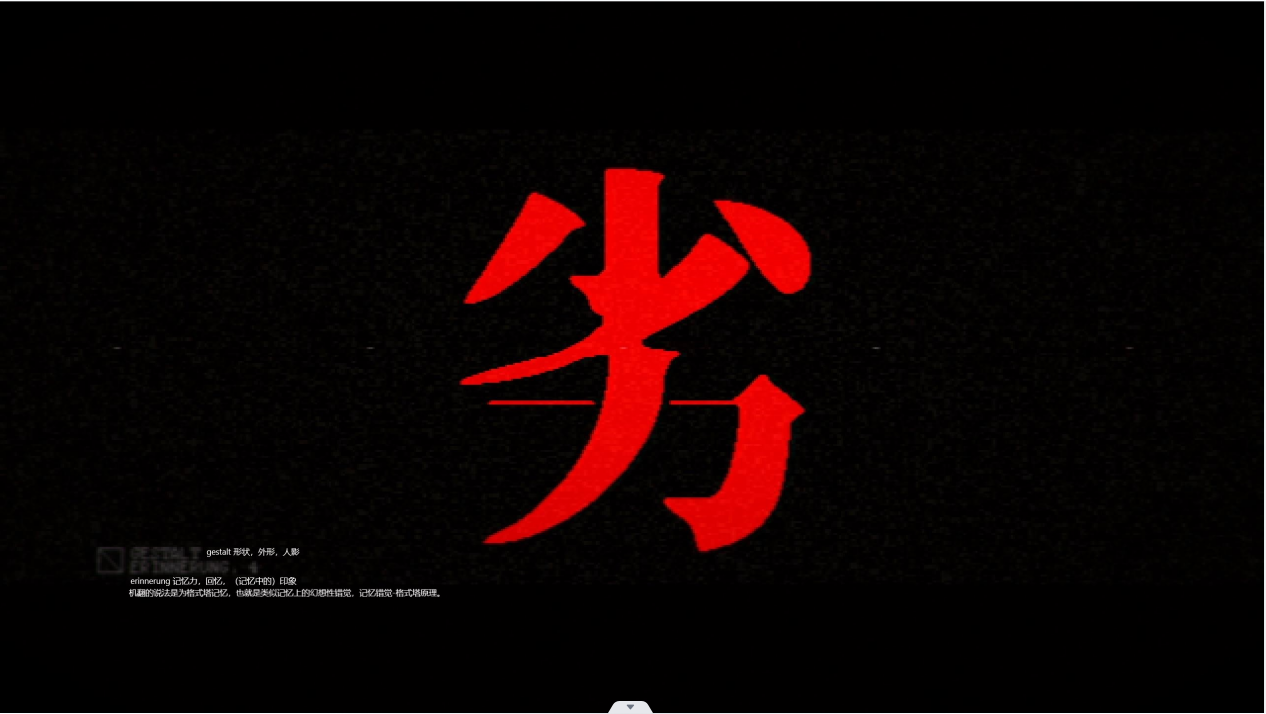 劣
GESTALT gestalt 形状，外形，人影
ERINNERUNG. 4
erinnerung 记忆力，回忆，（记忆中的）印象
机翻的说法是为格式塔记忆，也就是类似记忆上的幻想性错觉，记忆错觉-格式塔原理。